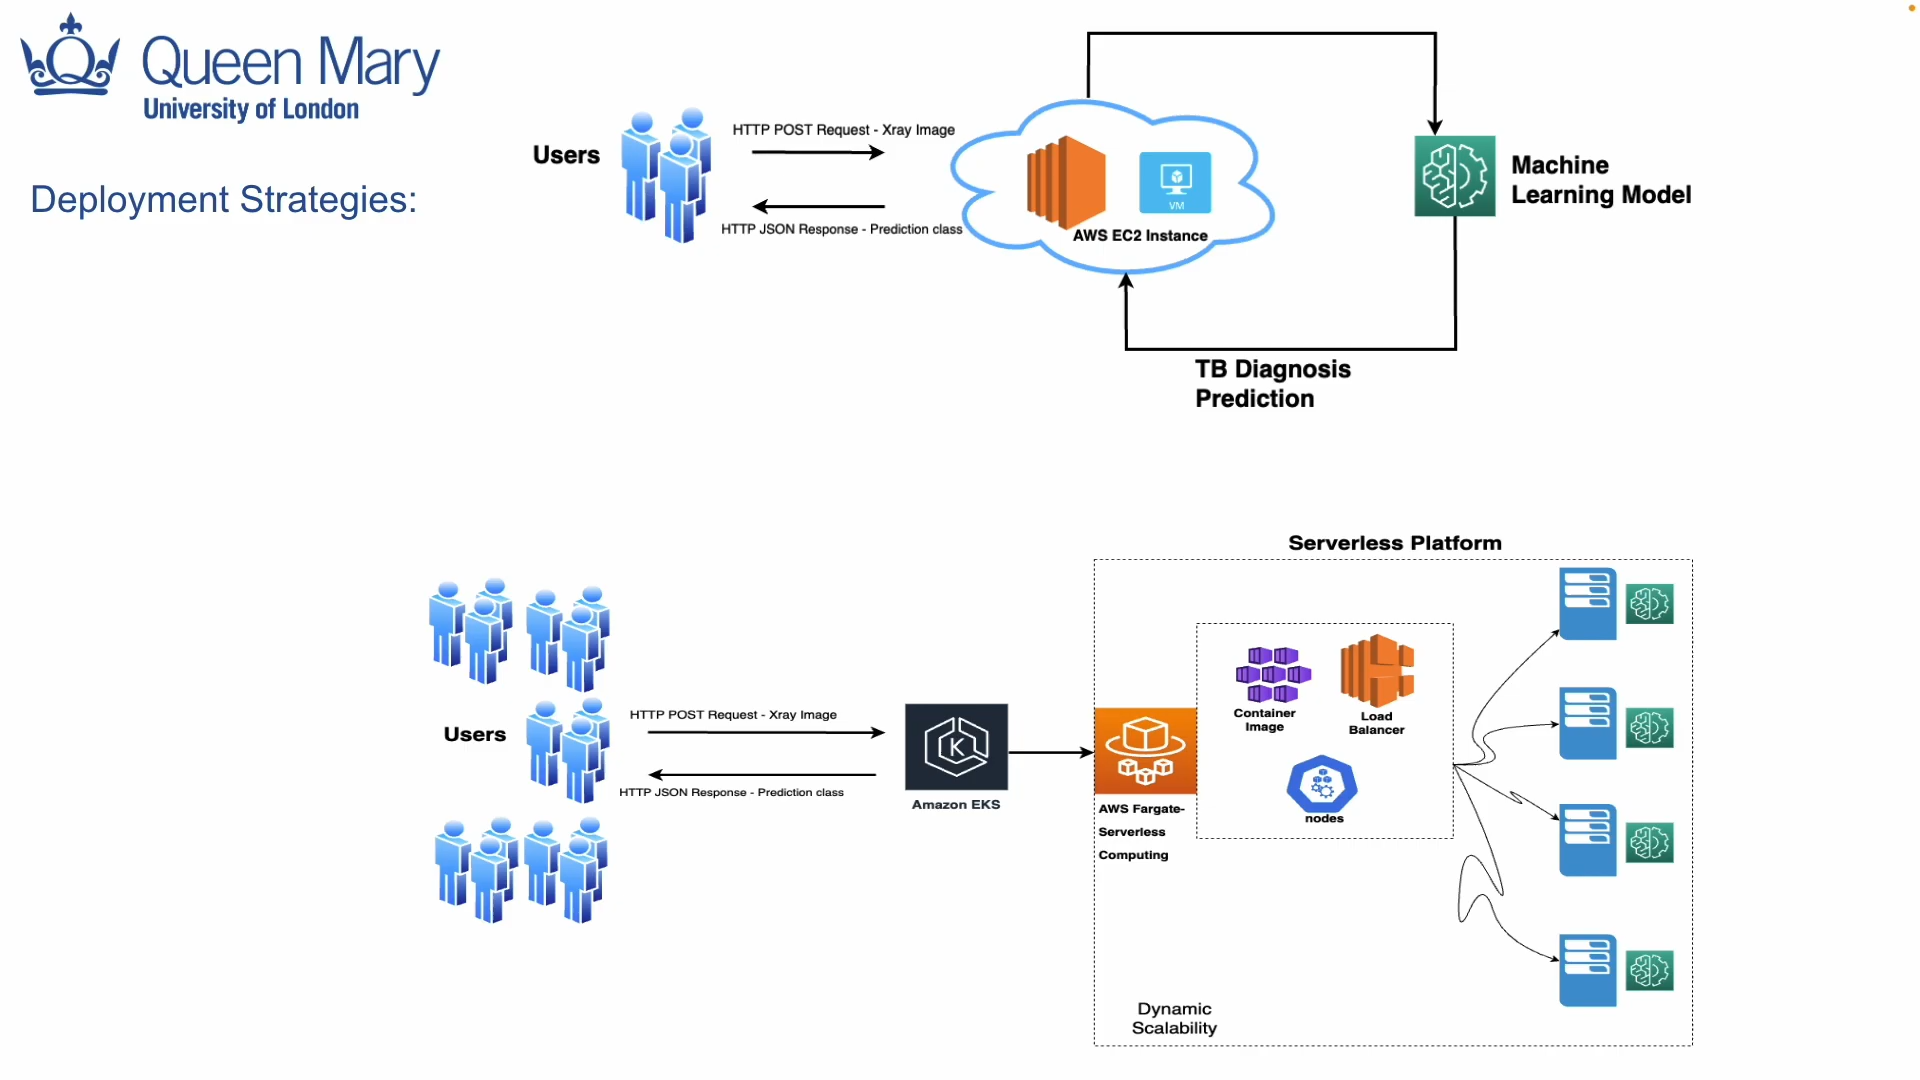 Queen Mary
University of London
Deployment Strategies:
Users
HTTP POST Request - Xray Image
HTTP JSON Response - Prediction class
VM
AWS EC2 Instance
Machine
Learning Model
TB Diagnosis
Prediction
Serverless Platform
Users
HTTP POST Request - Xray Image
HTTP JSON Response - Prediction class
K
Amazon EKS
AWS Fargate-
Serverless
Computing
Container
Image
Load
Balancer
nodes
Dynamic
Scalability